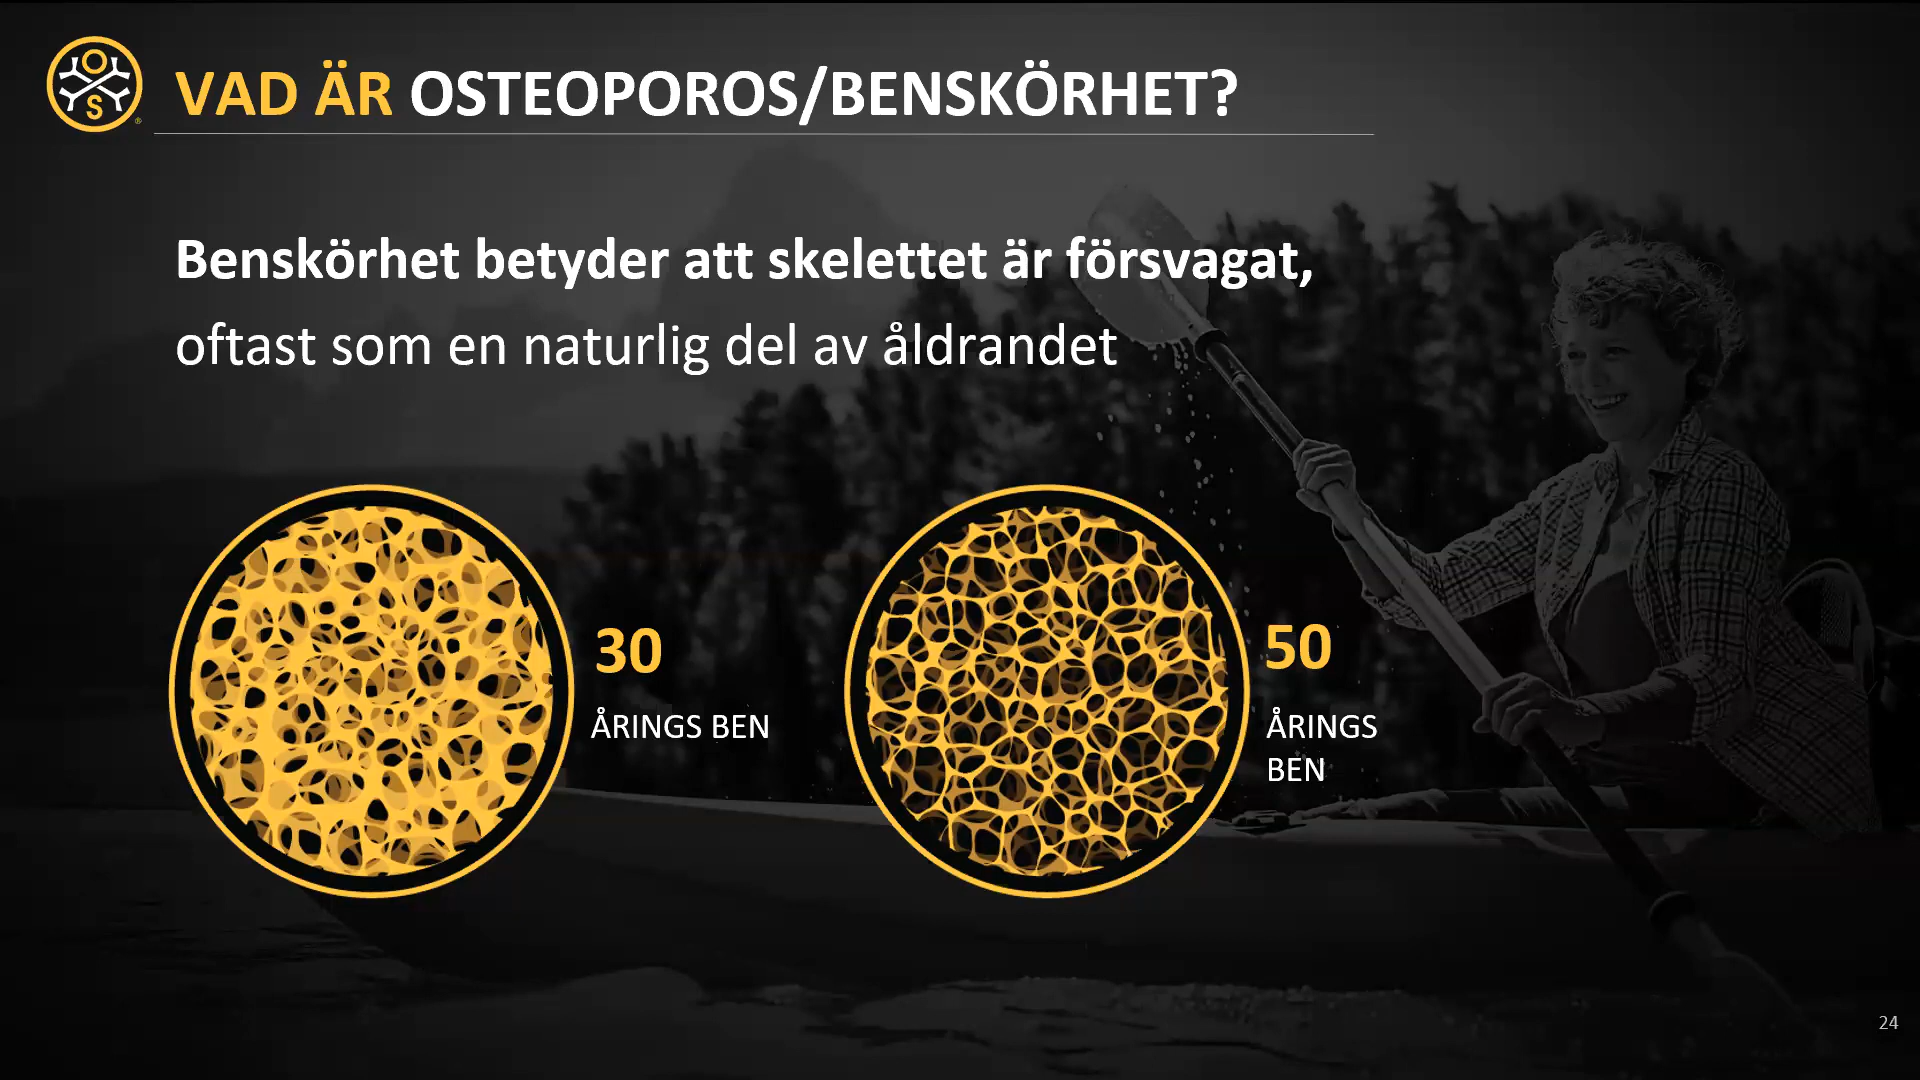 VAD ÄR OSTEOPOROS/BENSKÖRHET?
Benskörhet betyder att skelettet är försvagat,
oftast som en naturlig del av åldrandet
30
ÅRINGS BEN
50
ÅRINGS
BEN
OS
®
24